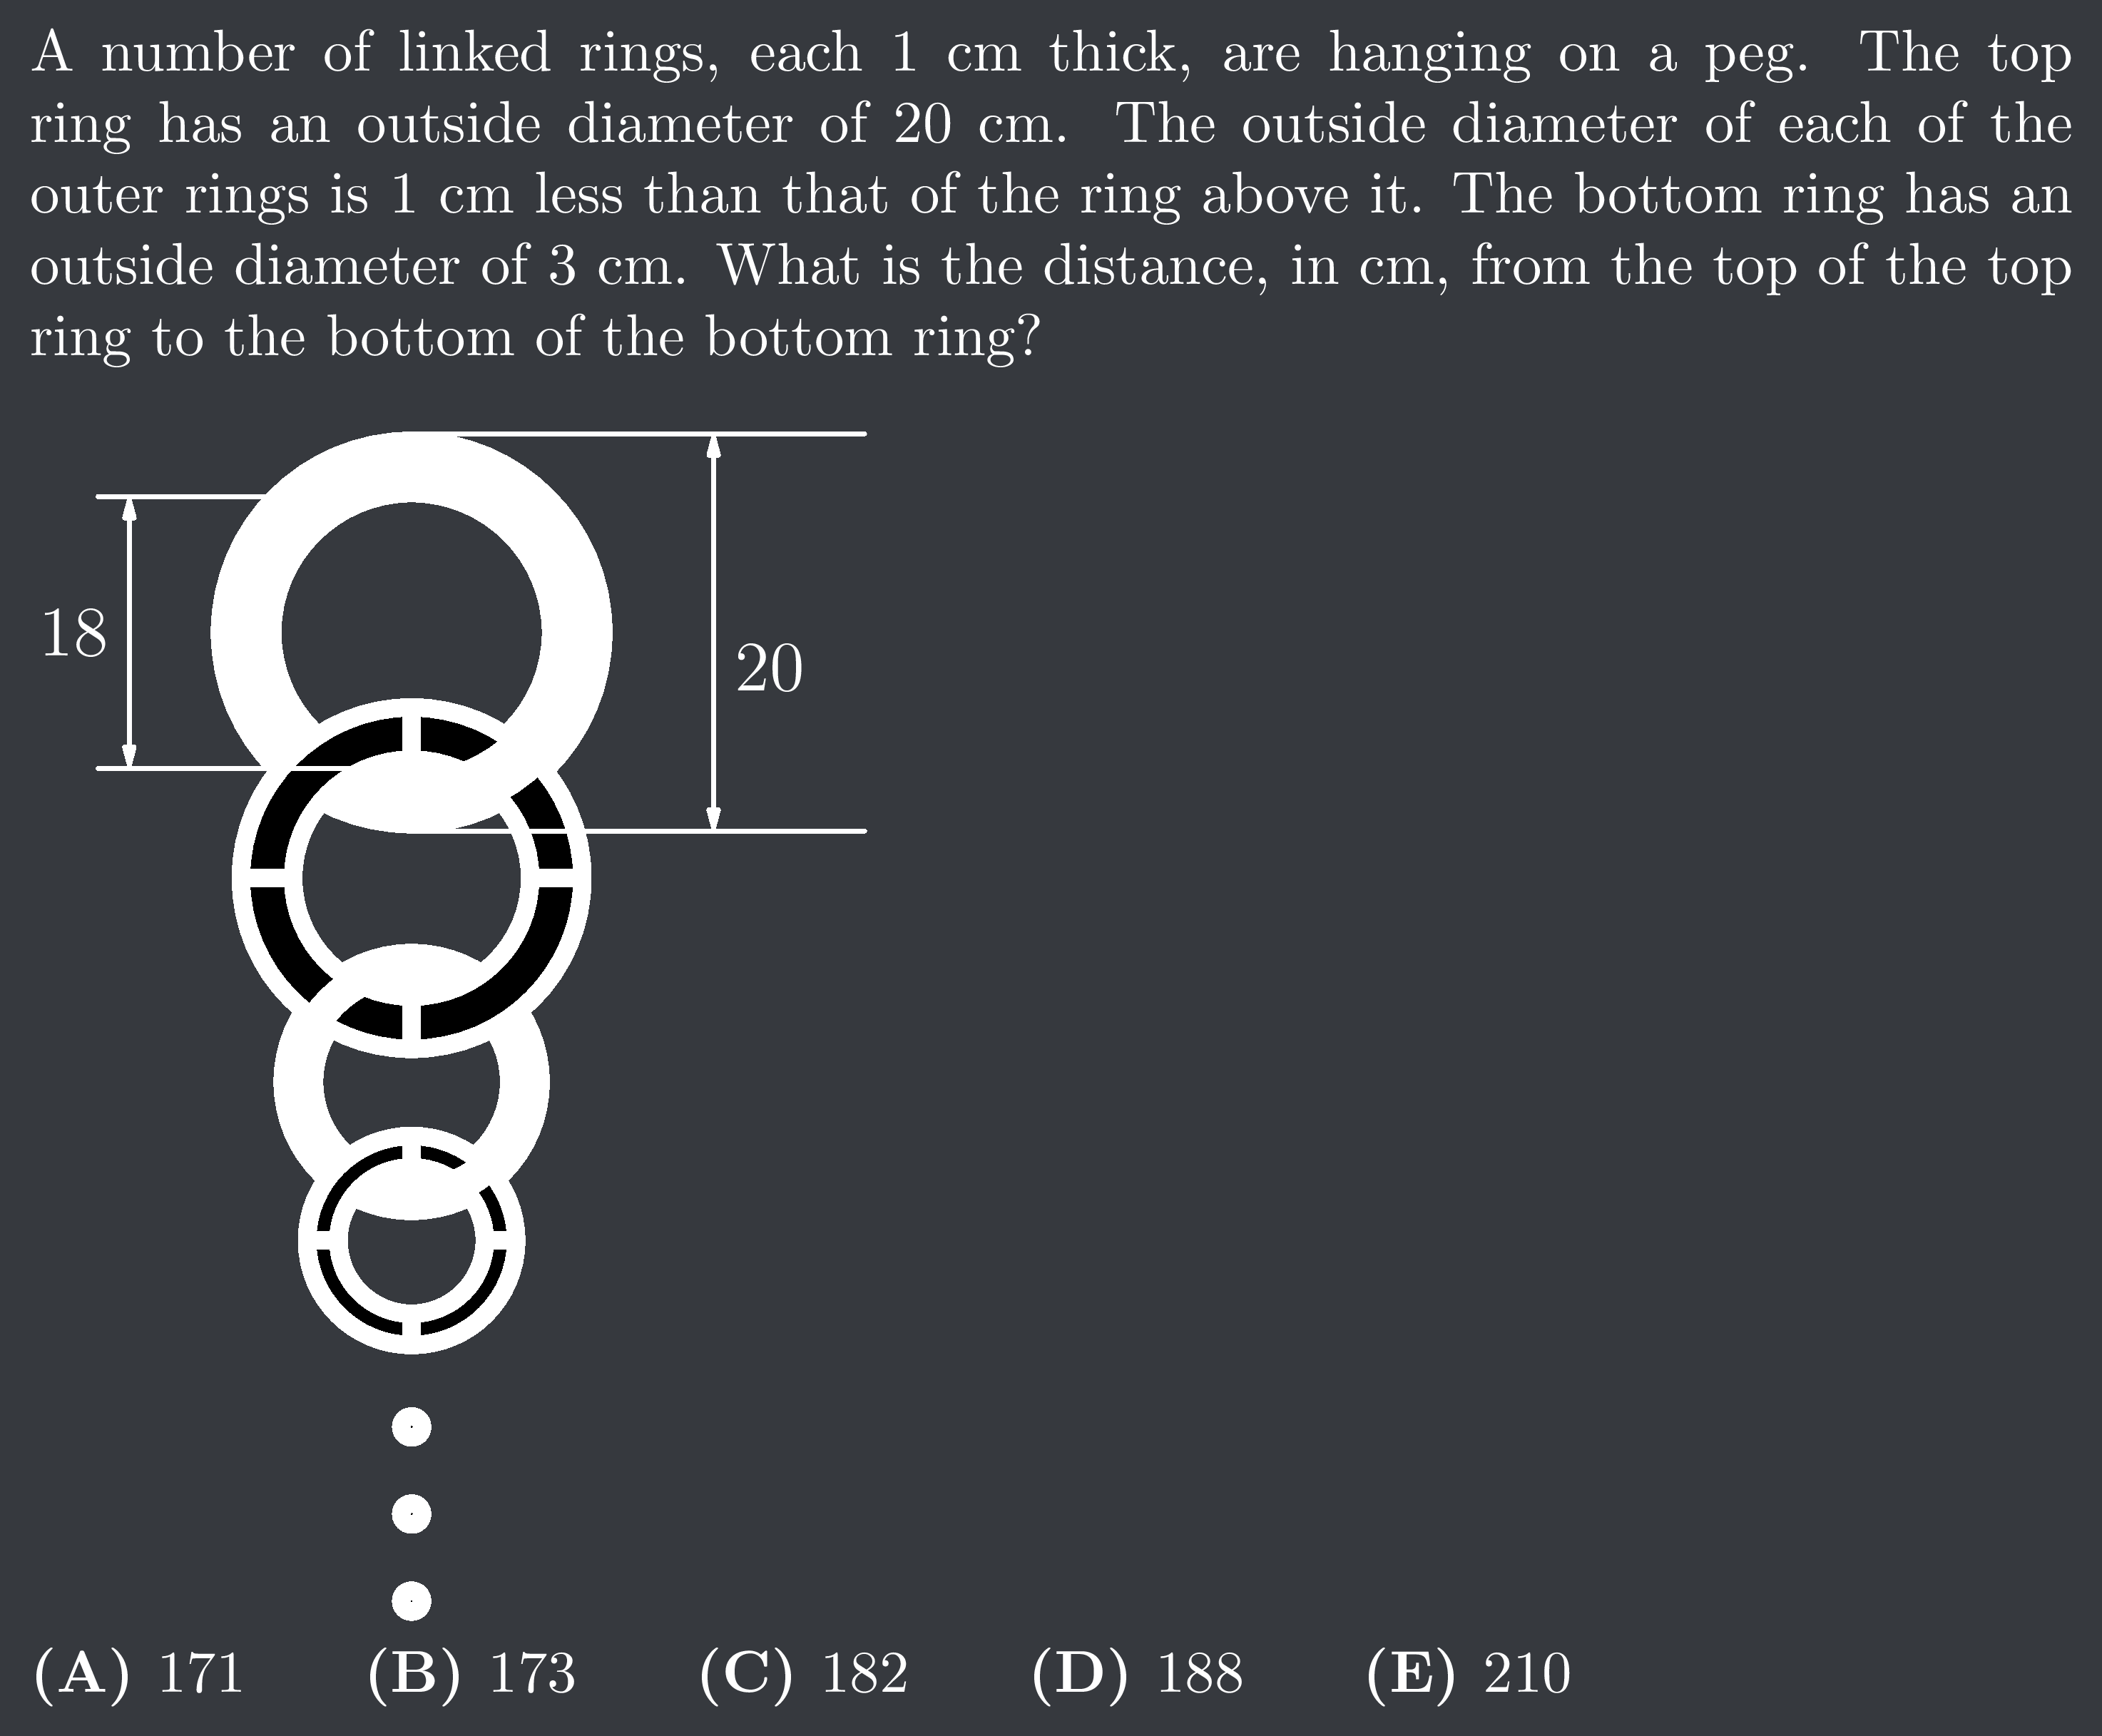 A number of linked rings, each 1 cm thick, are hanging on a peg. The top
ring has an outside diameter of 20 cm. The outside diameter of each of the
outer rings is 1 cm less than that of the ring above it. The bottom ring has an
outside diameter of 3 cm. What is the distance, in cm, from the top of the top
ring to the bottom of the bottom ring?
18
20
(A) 171 (B) 173 (C) 182 (D) 188 (E) 210